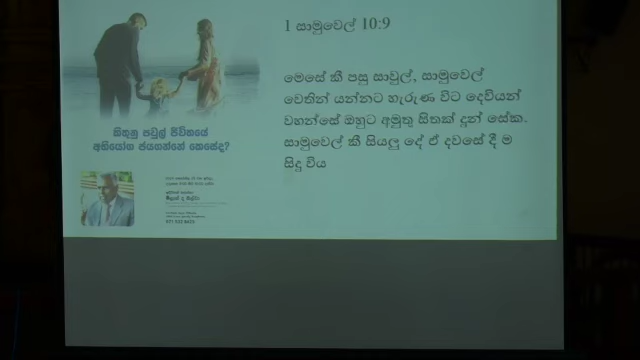 1 සාමුවෙල් 10:9
මෙසේ කී පසු සාවුල්, සාමුවෙල්
වෙතින් යන්නට හැරුණ විට දෙවියන්
වහන්සේ ඔහුට අමුතු සිතක් දුන් සේක.
සාමුවෙල් කී සියලු දේ ඒ දවසේ දී ම
සිදු විය
කිතුනු පවුල් ජීවිතයේ
අභියෝග ජයගන්නේ කෙසේද?